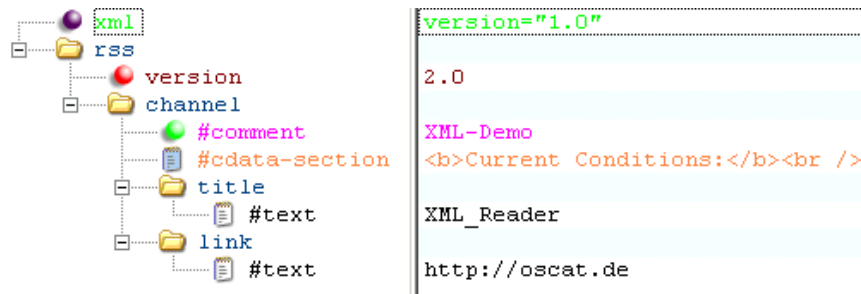 xml version="1.0"
rss
version 2.0
channel
#comment XML-Demo
#cdata-section <b>Current Conditions:</b><br />
title
#text XML_Reader
link
#text http://oscat.de